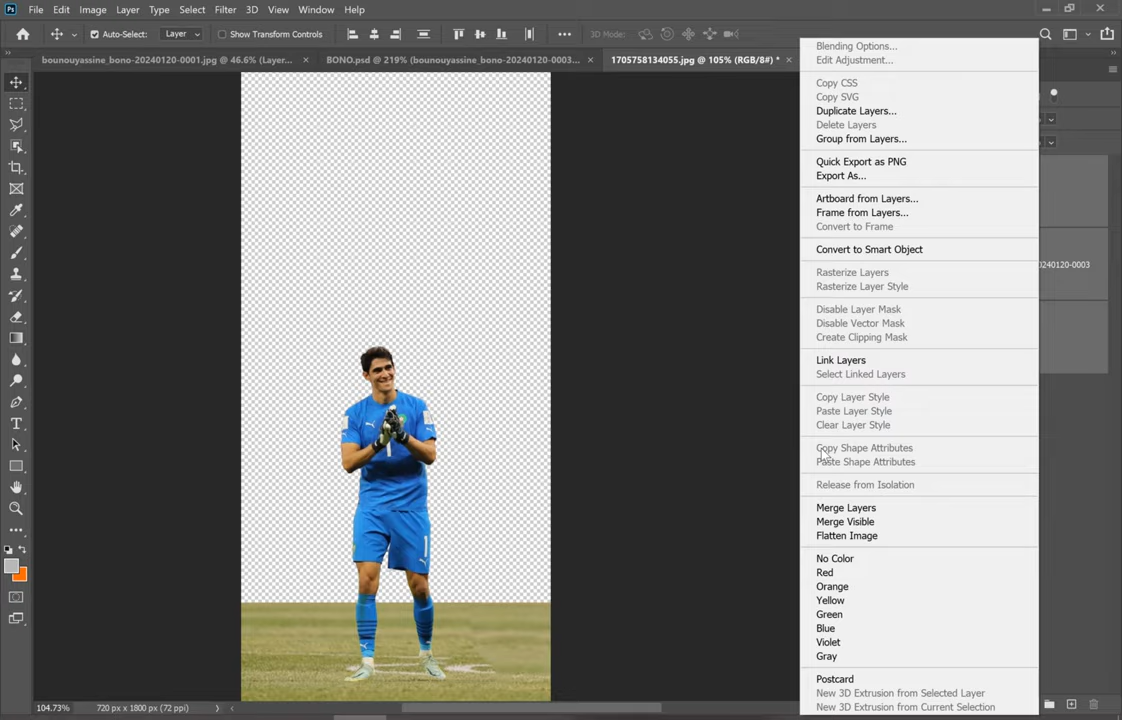 Ps File Edit Image Layer Type Select Filter 3D View Window Help
Auto-Select: Layer Show Transform Controls 3D Mode:
bounouyassine_bono-20240120-0001.jpg @ 46.6% (Layer... BONO.psd @ 219% (bounouyassine_bono-20240120-0003... 1705758134055.jpg @ 105% (RGB/8#) *
Blending Options...
Edit Adjustment...
Copy CSS
Copy SVG
Duplicate Layers...
Delete Layers
Group from Layers...
Quick Export as PNG
Export As...
Artboard from Layers...
Frame from Layers...
Convert to Frame
Convert to Smart Object
0240120-0003
Rasterize Layers
Rasterize Layer Style
Disable Layer Mask
Disable Vector Mask
Create Clipping Mask
Link Layers
Select Linked Layers
Copy Layer Style
Paste Layer Style
Clear Layer Style
Copy Shape Attributes
Paste Shape Attributes
Release from Isolation
Merge Layers
Merge Visible
Flatten Image
No Color
Red
Orange
Yellow
Green
Blue
Violet
Gray
Postcard
New 3D Extrusion from Selected Layer
New 3D Extrusion from Current Selection
1
1
104.73% 720 px x 1800 px (72 ppi)